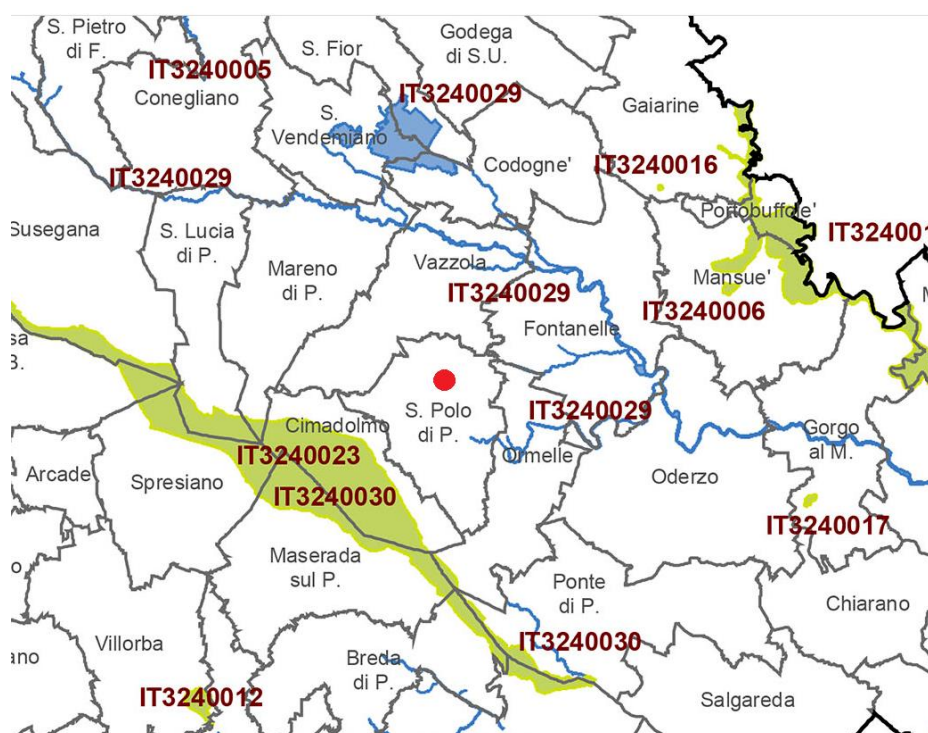 S. Pietro
di F.
S. Fior
Godega
di S.U.
IT3240005
Conegliano
IT3240029
Gaiarine
S.
Vendemiano
Codogne'
IT3240016
IT3240029
Portobuffole'
Susegana
S. Lucia
di P.
IT324001
Mareno
di P.
Vazzola
Mansue'
M
IT3240029
IT3240006
Fontanelle
sa
B.
S. Polo
di P.
IT3240029
Cimadolmo
Gorgo
al M.
IT3240023
Ormelle
Arcade
Spresiano
Oderzo
IT3240030
IT3240017
Maserada
sul P.
Ponte
di P.
Chiarano
o
Villorba
IT3240030
ano
Breda
di P.
IT3240012
Salgareda